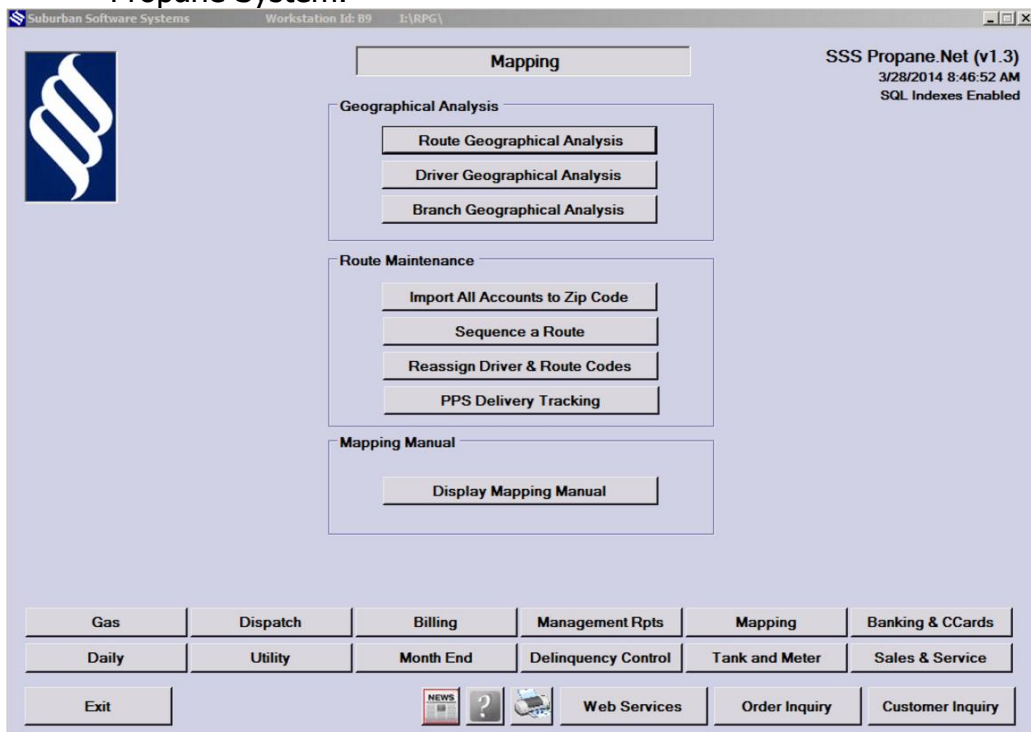 Propane System.
Suburban Software Systems Workstation Id: B9 I:\RPG\
Mapping
SSS Propane.Net (v1.3)
3/28/2014 8:46:52 AM
SQL Indexes Enabled
Geographical Analysis
Route Geographical Analysis
Driver Geographical Analysis
Branch Geographical Analysis
Route Maintenance
Import All Accounts to Zip Code
Sequence a Route
Reassign Driver & Route Codes
PPS Delivery Tracking
Mapping Manual
Display Mapping Manual
Gas Dispatch Billing Management Rpts Mapping Banking & CCards
Daily Utility Month End Delinquency Control Tank and Meter Sales & Service
Exit NEWS ? Web Services Order Inquiry Customer Inquiry